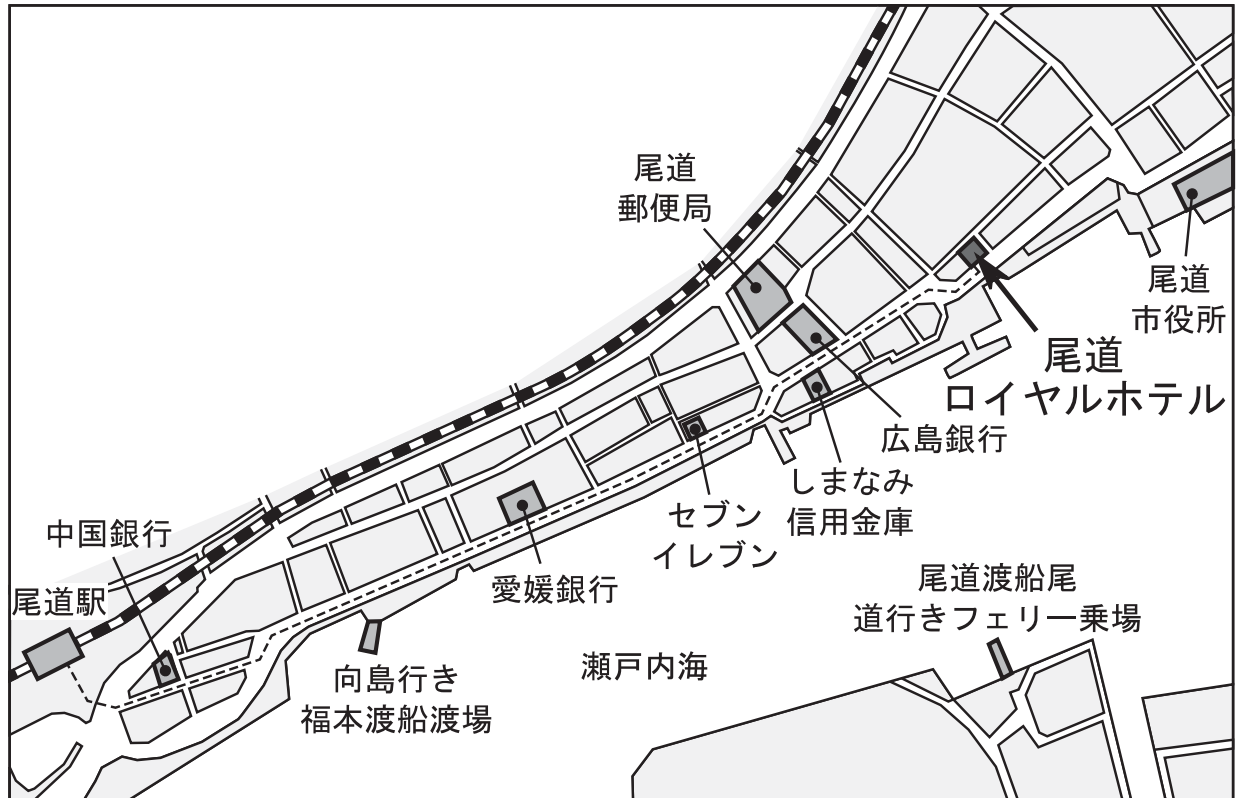 尾道
郵便局
尾道
市役所
尾道
ロイヤルホテル
広島銀行
しまなみ
信用金庫
セブン
イレブン
中国銀行
愛媛銀行
尾道駅
尾道渡船尾
道行きフェリー乗場
向島行き
福本渡船渡場
瀬戸内海